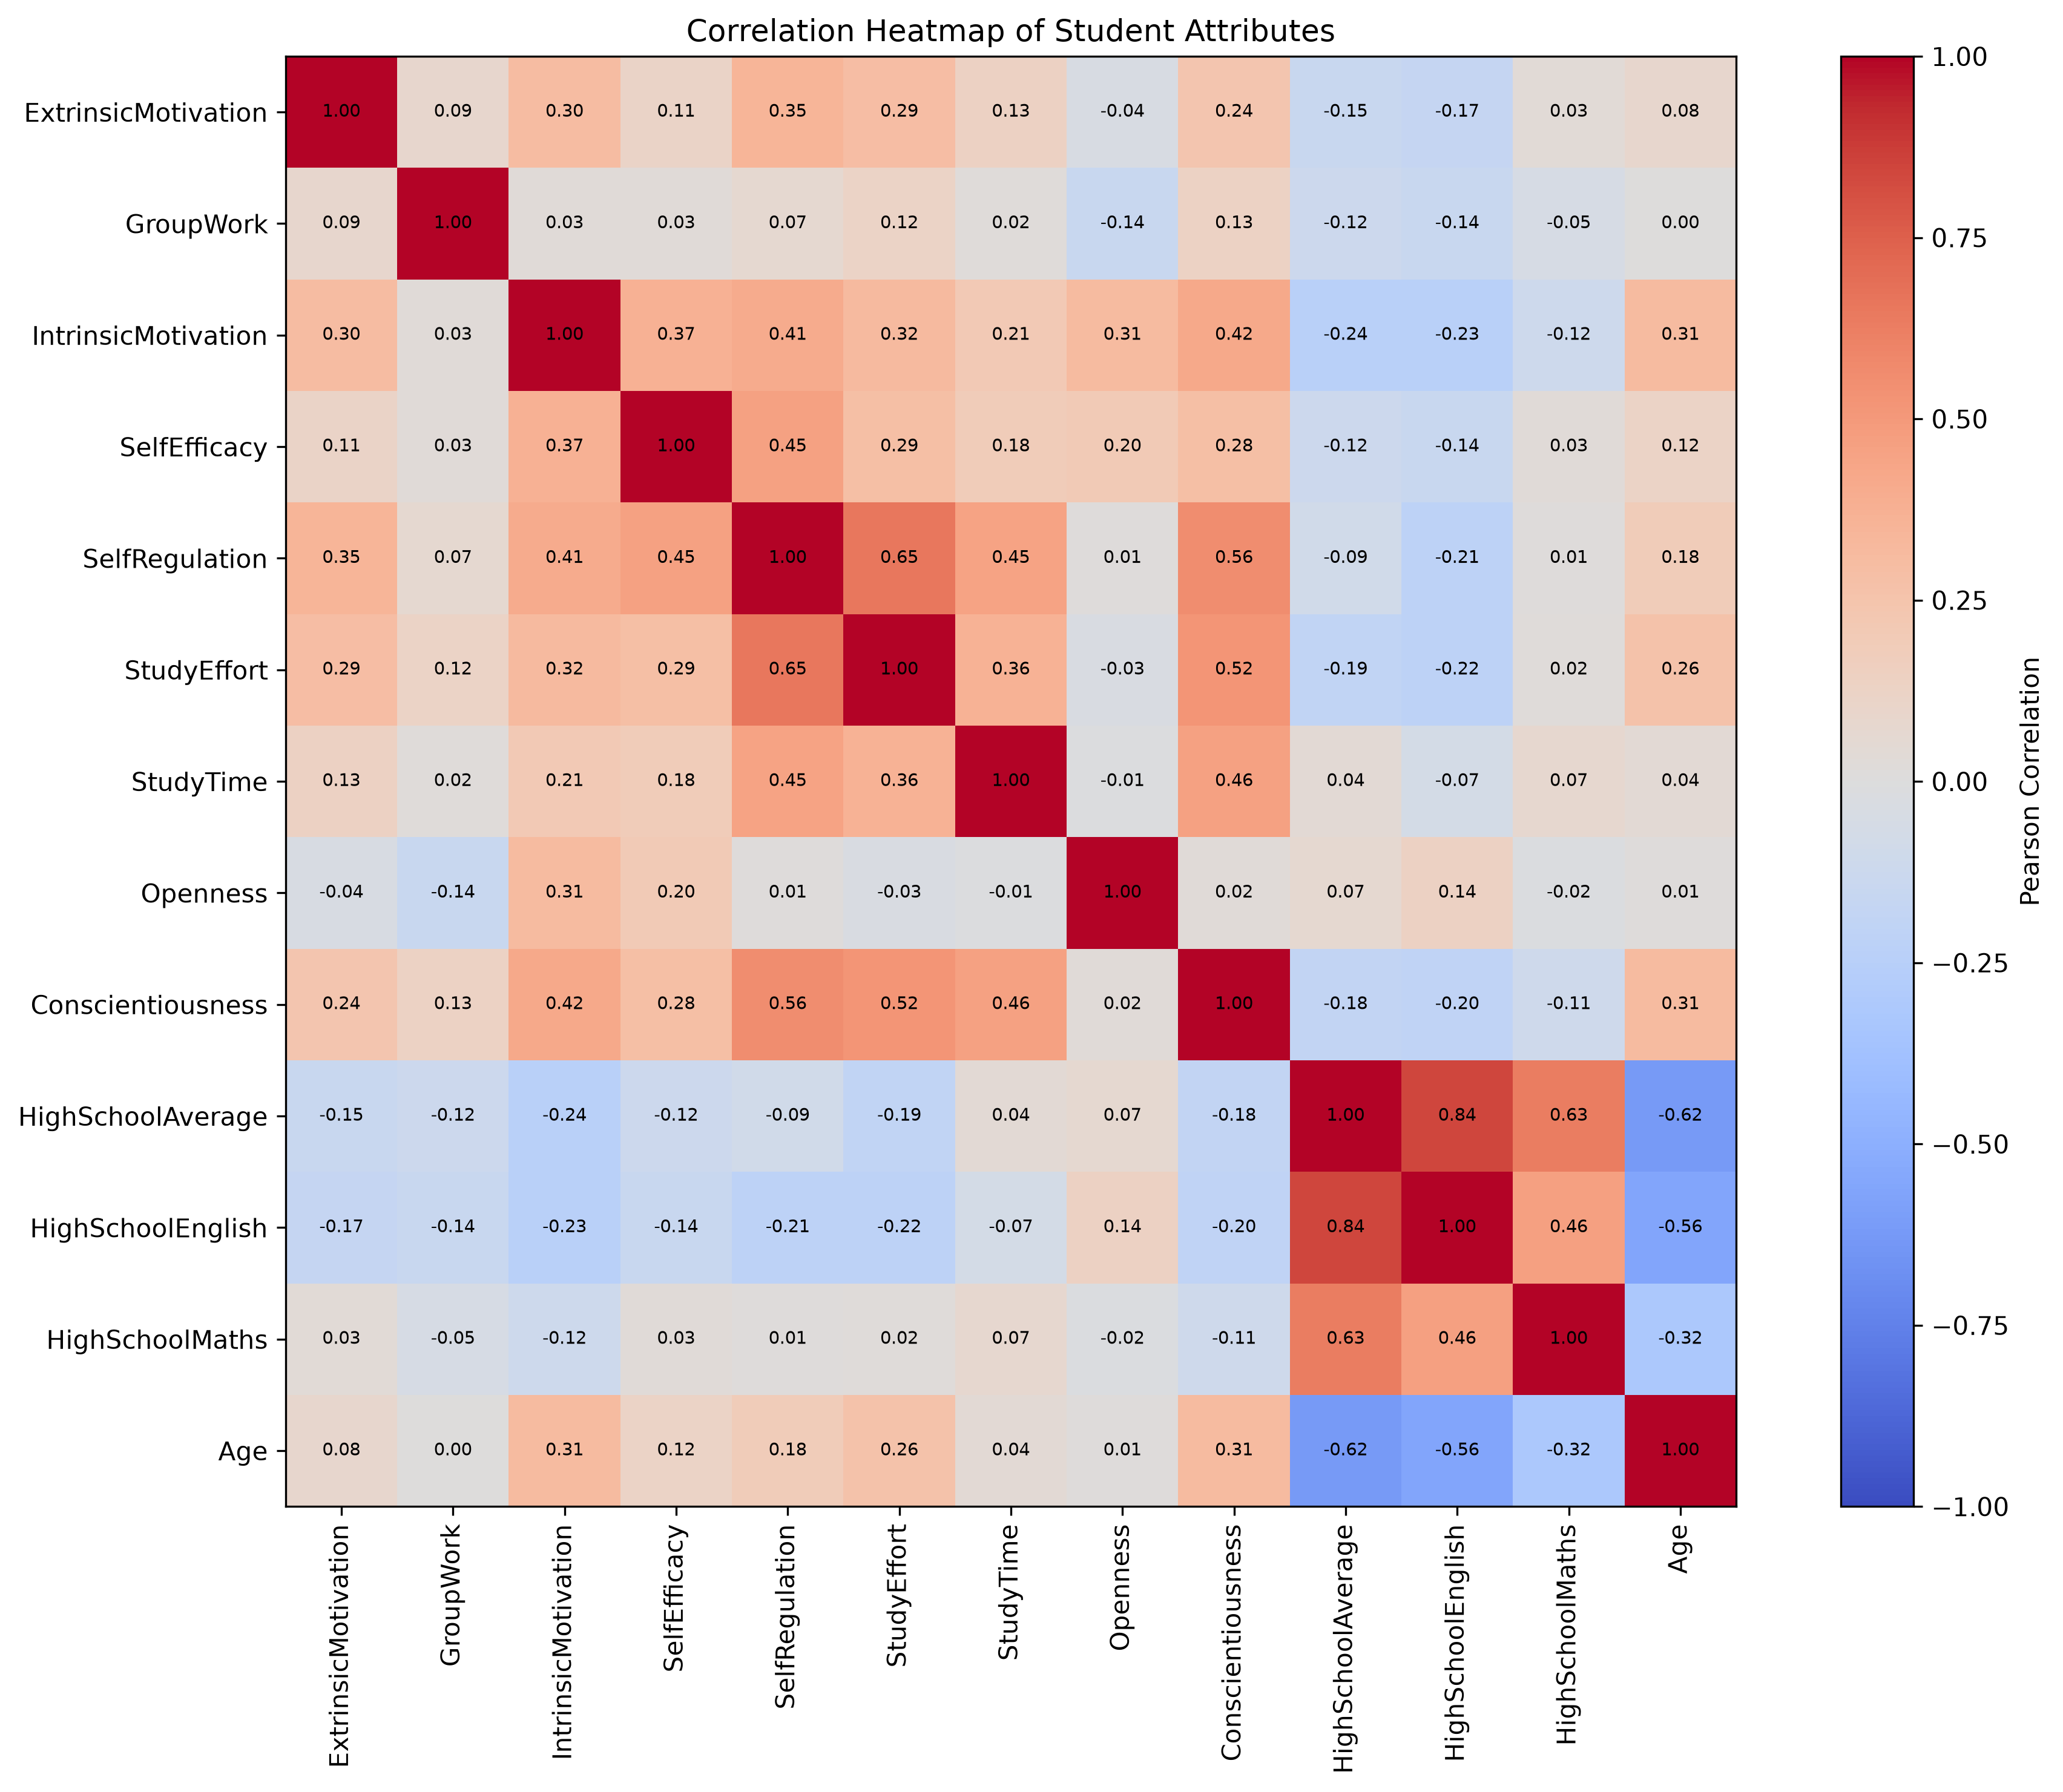 Correlation Heatmap of Student Attributes
ExtrinsicMotivation 1.00 0.09 0.30 0.11 0.35 0.29 0.13 -0.04 0.24 -0.15 -0.17 0.03 0.08
GroupWork 0.09 1.00 0.03 0.03 0.07 0.12 0.02 -0.14 0.13 -0.12 -0.14 -0.05 0.00
IntrinsicMotivation 0.30 0.03 1.00 0.37 0.41 0.32 0.21 0.31 0.42 -0.24 -0.23 -0.12 0.31
SelfEfficacy 0.11 0.03 0.37 1.00 0.45 0.29 0.18 0.20 0.28 -0.12 -0.14 0.03 0.12
SelfRegulation 0.35 0.07 0.41 0.45 1.00 0.65 0.45 0.01 0.56 -0.09 -0.21 0.01 0.18
StudyEffort 0.29 0.12 0.32 0.29 0.65 1.00 0.36 -0.03 0.52 -0.19 -0.22 0.02 0.26
StudyTime 0.13 0.02 0.21 0.18 0.45 0.36 1.00 -0.01 0.46 0.04 -0.07 0.07 0.04
Openness -0.04 -0.14 0.31 0.20 0.01 -0.03 -0.01 1.00 0.02 0.07 0.14 -0.02 0.01
Conscientiousness 0.24 0.13 0.42 0.28 0.56 0.52 0.46 0.02 1.00 -0.18 -0.20 -0.11 0.31
HighSchoolAverage -0.15 -0.12 -0.24 -0.12 -0.09 -0.19 0.04 0.07 -0.18 1.00 0.84 0.63 -0.62
HighSchoolEnglish -0.17 -0.14 -0.23 -0.14 -0.21 -0.22 -0.07 0.14 -0.20 0.84 1.00 0.46 -0.56
HighSchoolMaths 0.03 -0.05 -0.12 0.03 0.01 0.02 0.07 -0.02 -0.11 0.63 0.46 1.00 -0.32
Age 0.08 0.00 0.31 0.12 0.18 0.26 0.04 0.01 0.31 -0.62 -0.56 -0.32 1.00
ExtrinsicMotivation
GroupWork
IntrinsicMotivation
SelfEfficacy
SelfRegulation
StudyEffort
StudyTime
Openness
Conscientiousness
HighSchoolAverage
HighSchoolEnglish
HighSchoolMaths
Age
1.00
0.75
0.50
0.25
0.00
−0.25
−0.50
−0.75
−1.00
Pearson Correlation